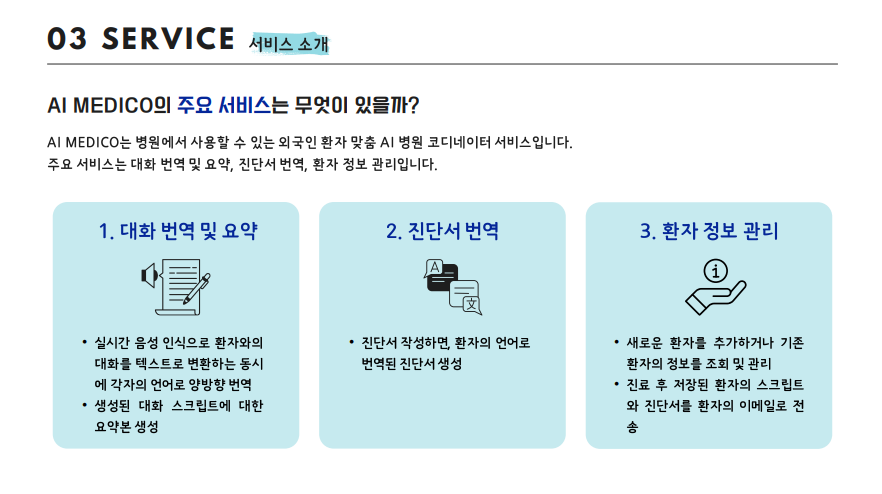 03 SERVICE 서비스 소개
AI MEDICO의 주요 서비스는 무엇이 있을까?
AI MEDICO는 병원에서 사용할 수 있는 외국인 환자 맞춤 AI 병원 코디네이터 서비스입니다.
주요 서비스는 대화 번역 및 요약, 진단서 번역, 환자 정보 관리입니다.
1. 대화 번역 및 요약
• 실시간 음성 인식으로 환자와의
대화를 텍스트로 변환하는 동시
에 각자의 언어로 양방향 번역
• 생성된 대화 스크립트에 대한
요약본 생성
2. 진단서 번역
A
文
• 진단서 작성하면, 환자의 언어로
번역된 진단서 생성
3. 환자 정보 관리
i
• 새로운 환자를 추가하거나 기존
환자의 정보를 조회 및 관리
• 진료 후 저장된 환자의 스크립트
와 진단서를 환자의 이메일로 전
송